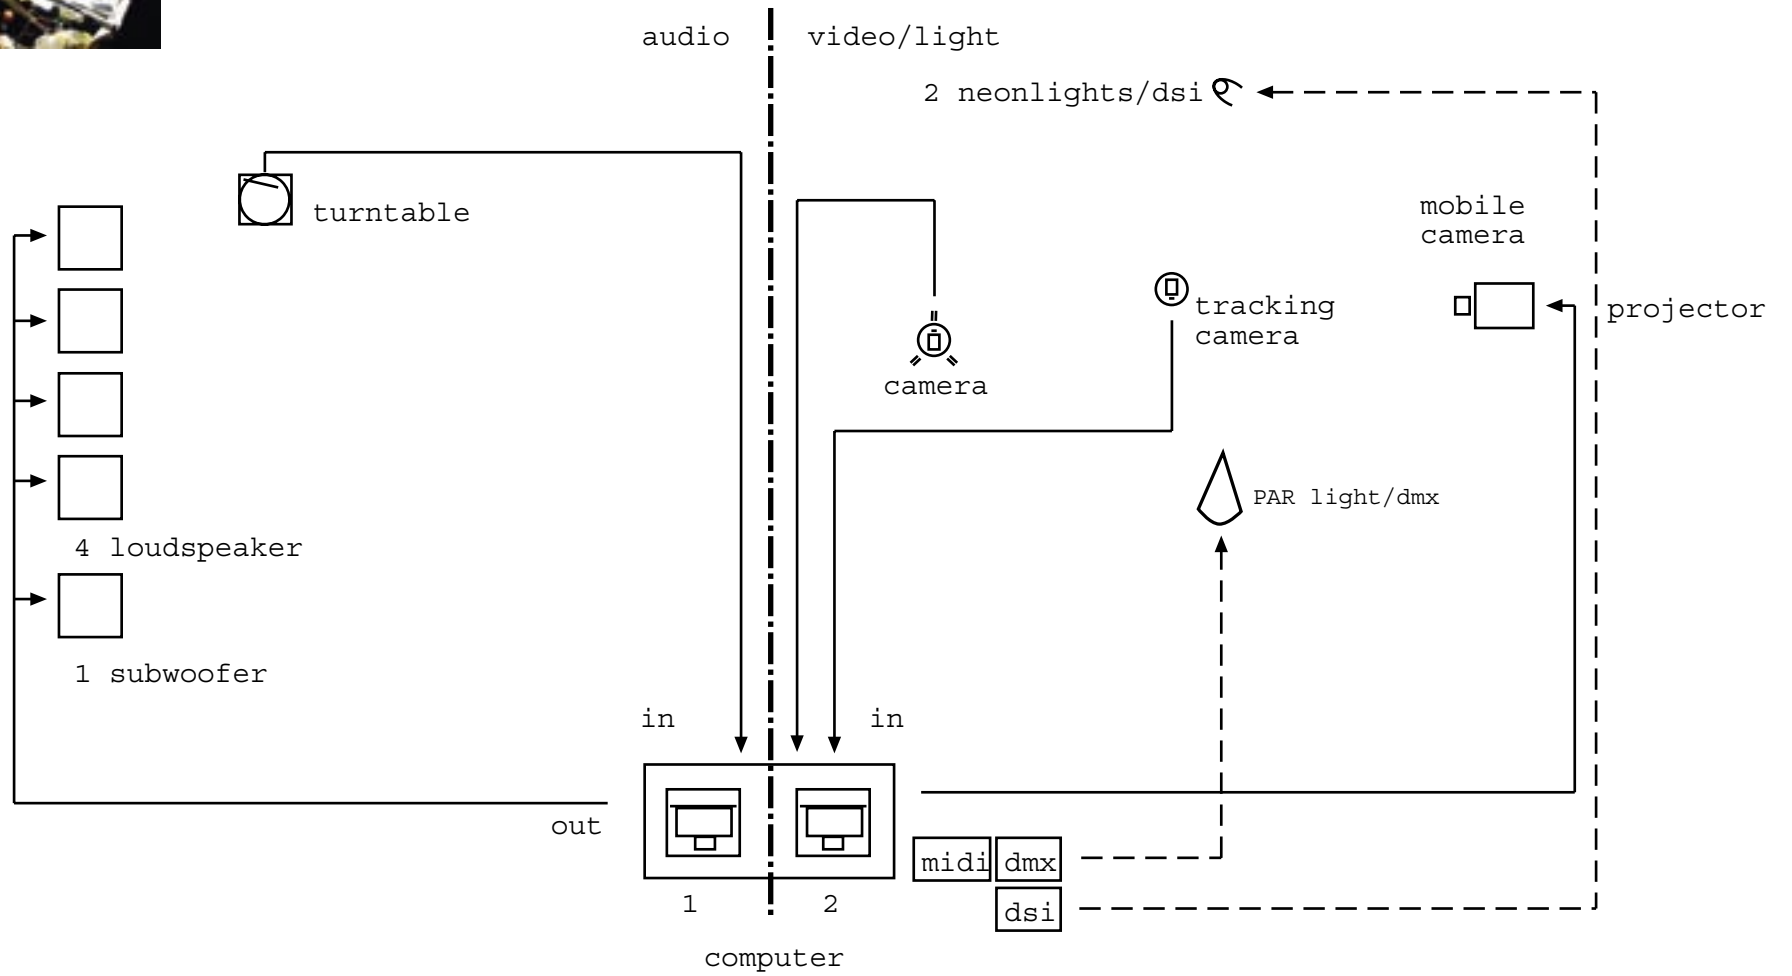 audio
video/light
2 neonlights/dsi
turntable
mobile
camera
tracking
camera
projector
camera
PAR light/dmx
4 loudspeaker
1 subwoofer
in
in
out
midi
dmx
dsi
1
2
computer